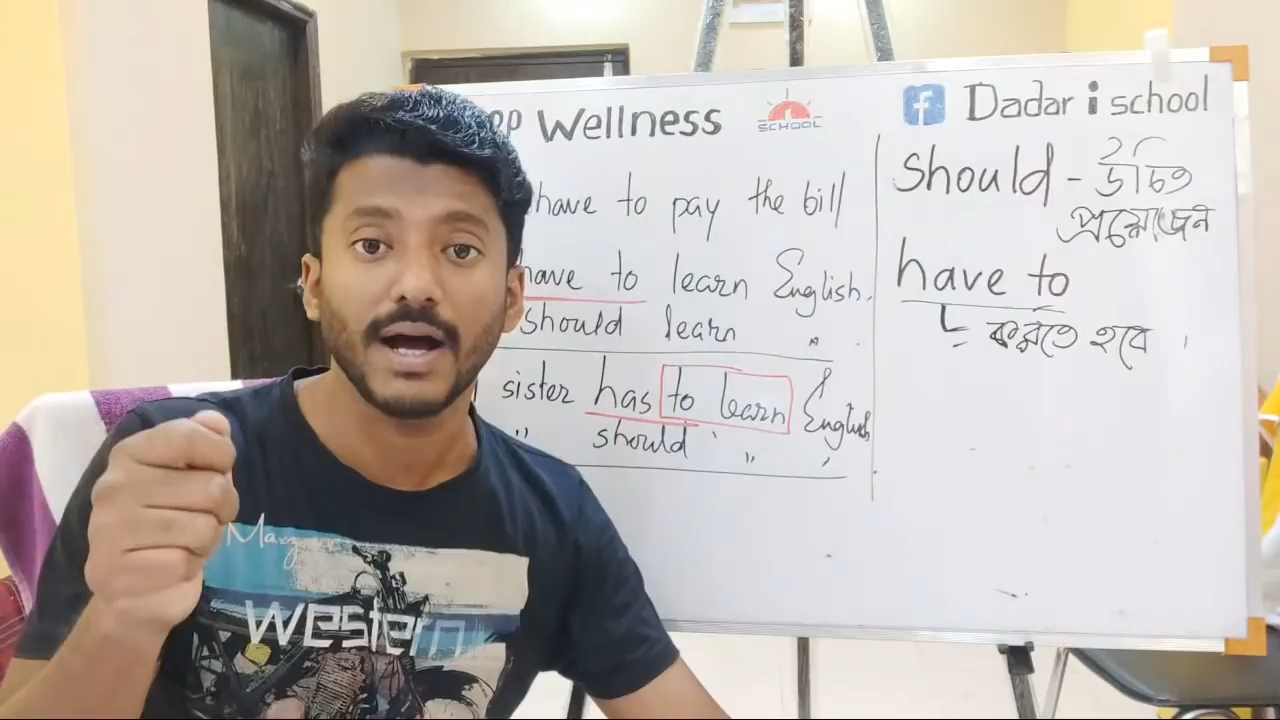 Wellness
SCHOOL
Dadar i school
have to pay the bill
have to learn English.
should learn "
sister has to learn English
" should " "
should - উচিত
প্রয়োজন
have to
করতে হবে
Western